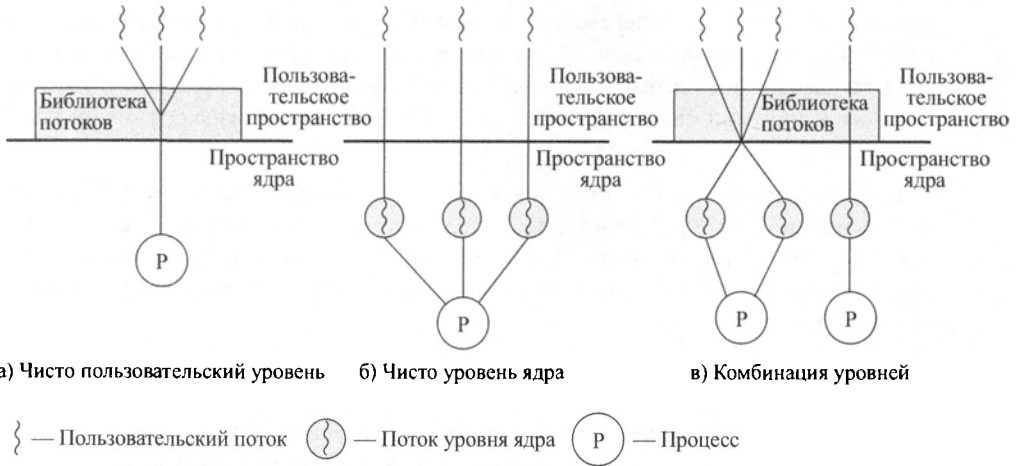 Библиотека
потоков
Пользова-
тельское
пространство
Пространство
ядра
P
Пользова-
тельское
пространство
Пространство
ядра
P
Библиотека
потоков
Пользова-
тельское
пространство
Пространство
ядра
P
P
а) Чисто пользовательский уровень
б) Чисто уровень ядра
в) Комбинация уровней
— Пользовательский поток
— Поток уровня ядра
P — Процесс